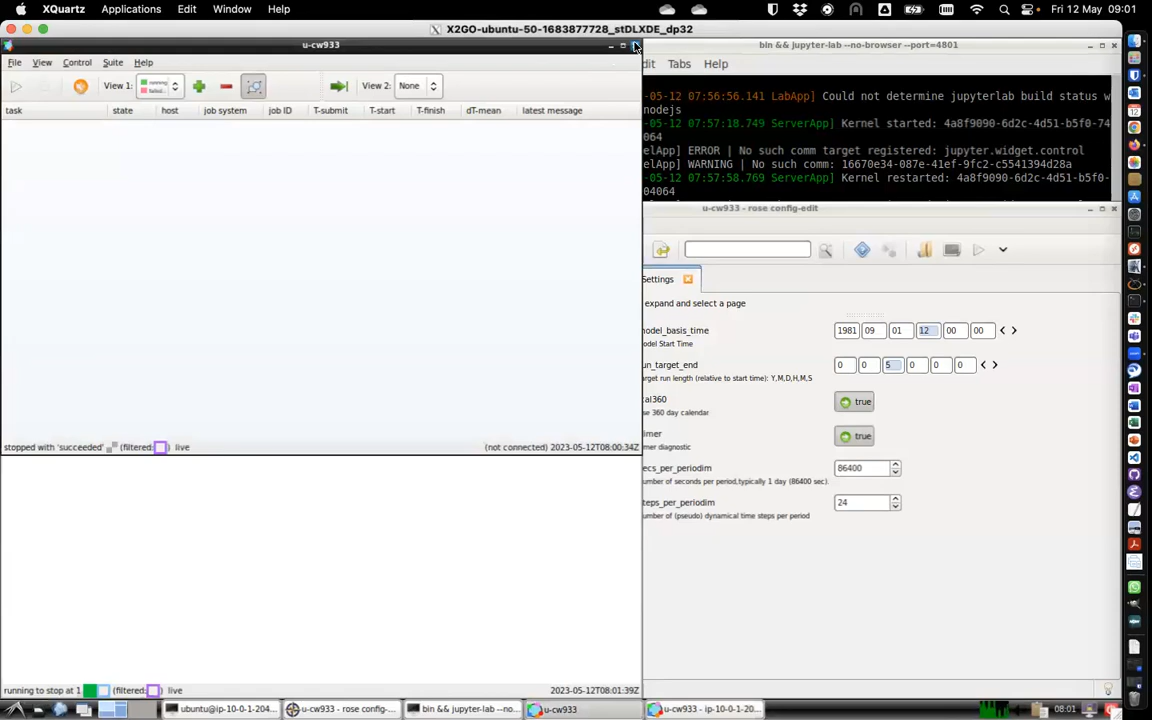 XQuartz Applications Edit Window Help Fri 12 May 09:01
X2GO-ubuntu-50-1683877728_stDLXDE_dp32
u-cw933
File View Control Suite Help
View 1: running failed.. View 2: None
task state host job system job ID T-submit T-start T-finish dT-mean latest message
stopped with 'succeeded' (filtered: ) live (not connected) 2023-05-12T08:00:34Z
running to stop at 1 (filtered: ) live 2023-05-12T08:01:39Z
bin && jupyter-lab --no-browser --port=4801
dit Tabs Help
-05-12 07:56:56.141 LabApp] Could not determine jupyterlab build status w
nodejs
-05-12 07:57:18.749 ServerApp] Kernel started: 4a8f9090-6d2c-4d51-b5f0-74
064
elApp] ERROR | No such comm target registered: jupyter.widget.control
elApp] WARNING | No such comm: 16670e34-087e-41ef-9fc2-c5541394d28a
-05-12 07:57:58.769 ServerApp] Kernel restarted: 4a8f9090-6d2c-4d51-b5f0-
04064
u-cw933 - rose config-edit
Settings
expand and select a page
odel_basis_time 1981 09 01 12 00 00
odel Start Time
un_target_end 0 0 5 0 0 0
arget run length (relative to start time): Y,M,D,H,M,S
cal360 true
se 360 day calendar
imer true
mer diagnostic
ecs_per_periodim 86400
umber of seconds per period,typically 1 day (86400 sec).
teps_per_periodim 24
umber of (pseudo) dynamical time steps per period
ubuntu@ip-10-0-1-204... u-cw933 - rose config-... bin && jupyter-lab --no... u-cw933 u-cw933 - ip-10-0-1-20... 08:01